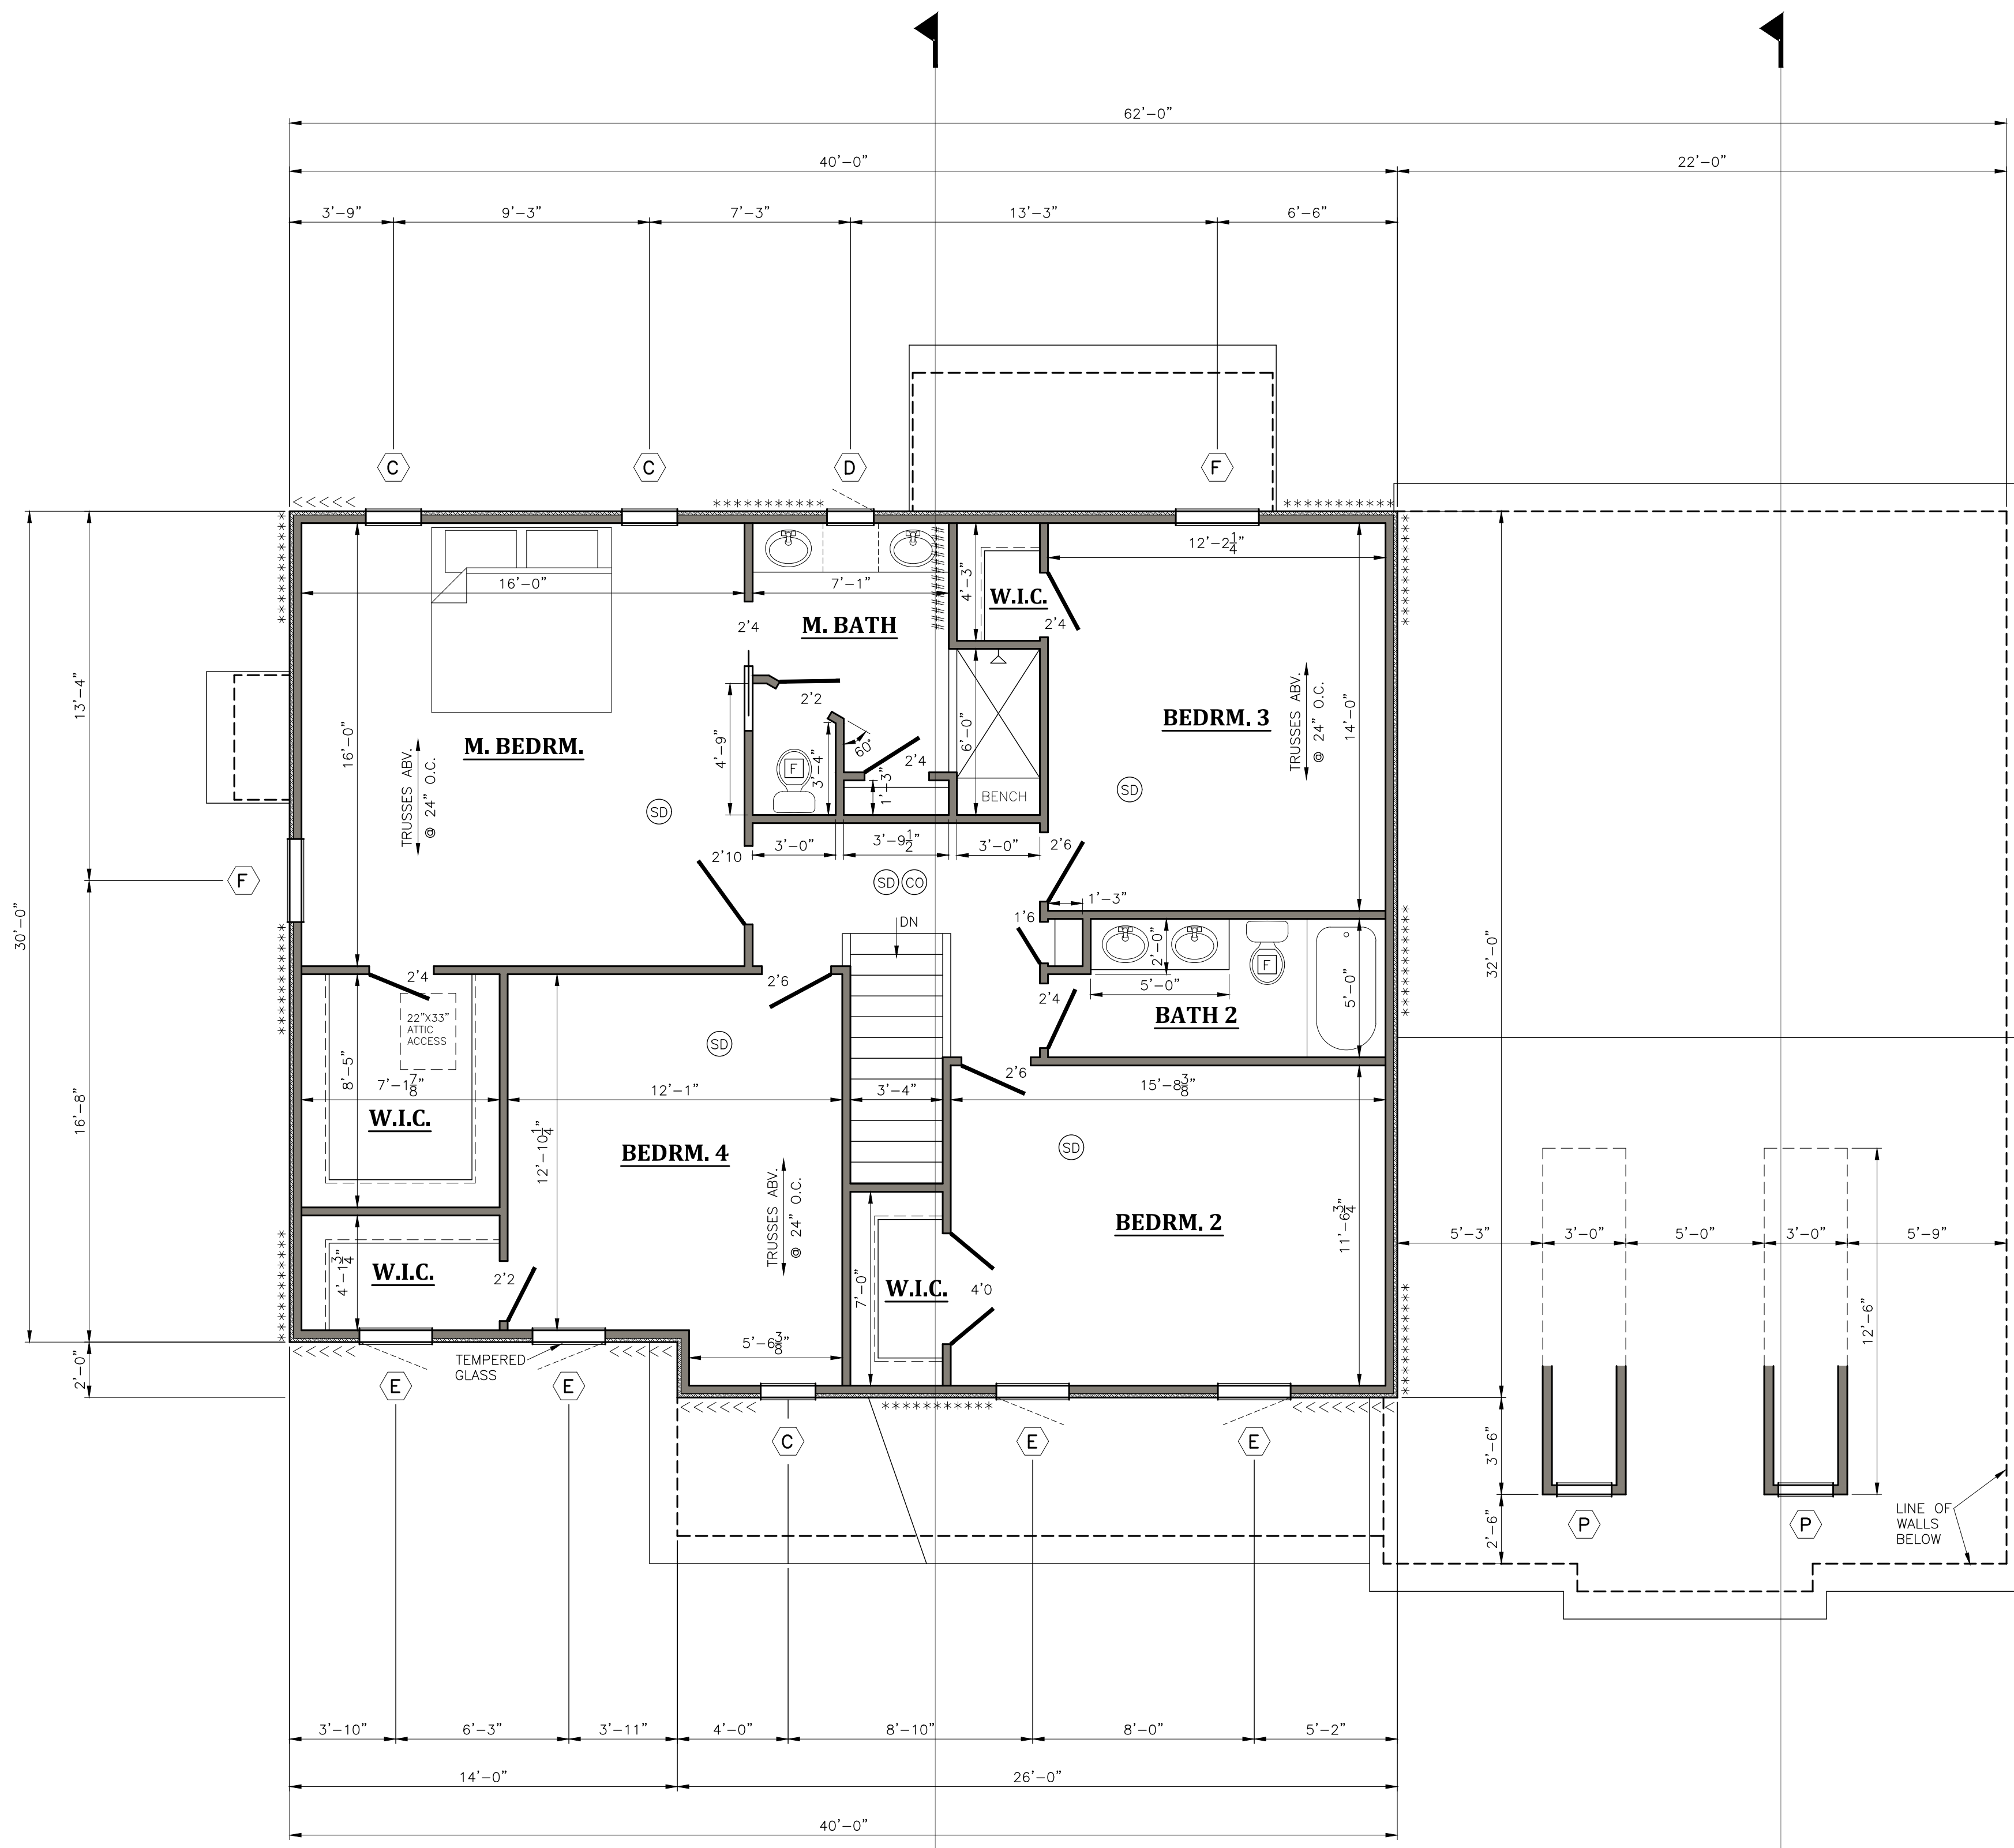 62'-0"
40'-0" 22'-0"
3'-9" 9'-3" 7'-3" 13'-3" 6'-6"
C C D F
12'-2 1/4"
16'-0" 7'-1" 4'-3" W.I.C.
2'4 M. BATH 2'4
13'-4"
2'2
M. BEDRM. 16'-0" 6'-0" BEDRM. 3 14'-0"
TRUSSES ABV.
@ 24" O.C.
TRUSSES ABV.
@ 24" O.C.
4'-9" F 3'-4" 60° 2'4
1'-3" BENCH
SD SD
2'10 3'-0" 3'-9 1/2" 3'-0" 2'6
F SD CO
1'-3"
30'-0" DN 1'6
2'-0" F 32'-0"
2'4 2'6 5'-0" 5'-0"
22"X33"
ATTIC
ACCESS
2'4 BATH 2
SD
8'-5" 2'6
7'-1 7/8" 12'-1" 3'-4" 15'-8 3/8"
16'-8" W.I.C.
12'-10 1/4" SD
BEDRM. 4
TRUSSES ABV.
@ 24" O.C.
BEDRM. 2 11'-6 3/4"
5'-3" 3'-0" 5'-0" 3'-0" 5'-9"
4'-1 3/4" W.I.C. 2'2 7'-0" W.I.C. 4'0
12'-6"
5'-6 3/8"
TEMPERED
GLASS
2'-0" E E
C E E
3'-6"
2'-6" P P
LINE OF
WALLS
BELOW
3'-10" 6'-3" 3'-11" 4'-0" 8'-10" 8'-0" 5'-2"
14'-0" 26'-0"
40'-0"